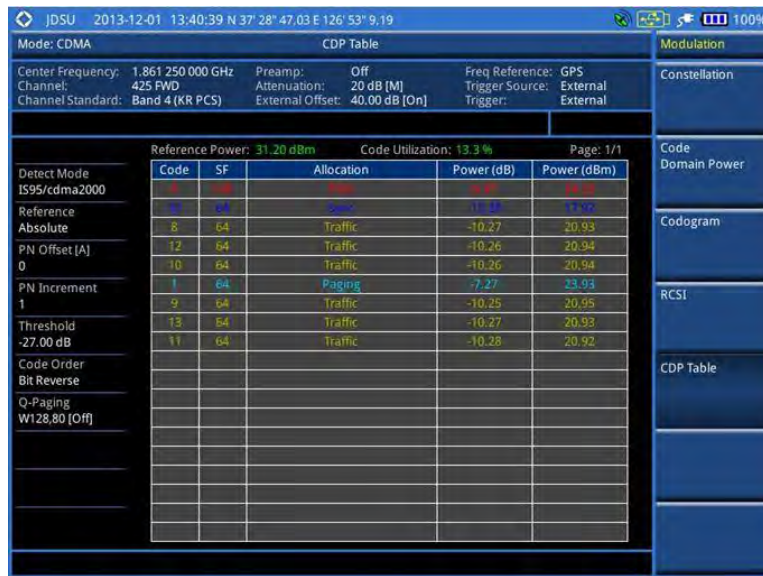 JDSU 2013-12-01 13:40:39 N 37' 28" 47.03 E 126' 53" 9.19 100%
Mode: CDMA CDP Table Modulation
Center Frequency: 1.861 250 000 GHz Preamp: Off Freq Reference: GPS
Channel: 425 FWD Attenuation: 20 dB [M] Trigger Source: External
Channel Standard: Band 4 (KR PCS) External Offset: 40.00 dB [On] Trigger: External
Constellation
Reference Power: 31.20 dBm Code Utilization: 13.3 % Page: 1/1
Code
Domain Power
Detect Mode
IS95/cdma2000
Code SF Allocation Power (dB) Power (dBm)
64 Sync 17.92
Reference
Absolute
8 64 Traffic -10.27 20.93
Codogram
PN Offset [A]
0
12 64 Traffic -10.26 20.94
10 64 Traffic -10.26 20.94
PN Increment
1
1 64 Paging -7.27 23.93
9 64 Traffic -10.25 20.95
RCSI
Threshold
-27.00 dB
13 64 Traffic -10.27 20.93
11 64 Traffic -10.28 20.92
Code Order
Bit Reverse
CDP Table
Q-Paging
W128,80 [Off]